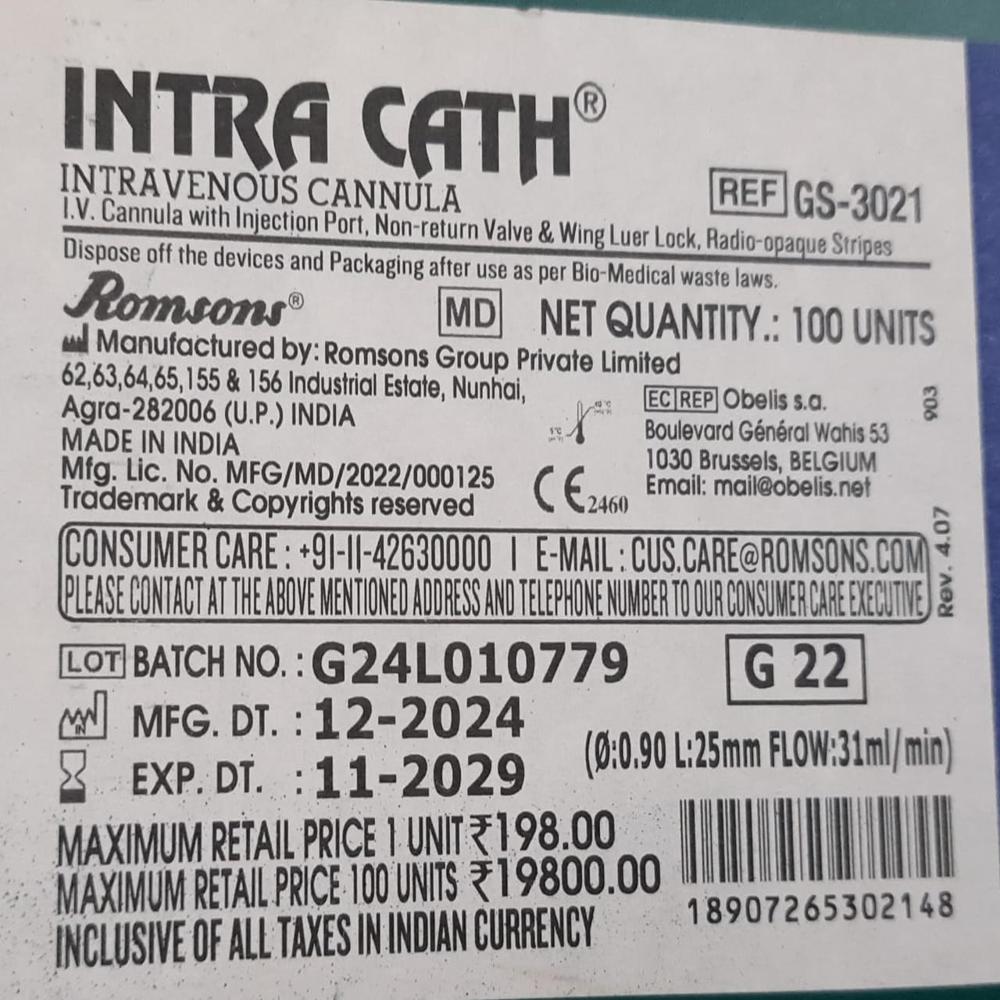 INTRA CATH®
INTRAVENOUS CANNULA
REF GS-3021
I.V. Cannula with Injection Port, Non-return Valve & Wing Luer Lock, Radio-opaque Stripes
Dispose off the devices and Packaging after use as per Bio-Medical waste laws.
Romsons®
MD NET QUANTITY.: 100 UNITS
Manufactured by: Romsons Group Private Limited
62,63,64,65,155 & 156 Industrial Estate, Nunhai,
Agra-282006 (U.P.) INDIA
MADE IN INDIA
Mfg. Lic. No. MFG/MD/2022/000125
Trademark & Copyrights reserved
CE 2460
EC REP Obelis s.a.
Boulevard Général Wahis 53
1030 Brussels, BELGIUM
Email: mail@obelis.net
903
Rev. 4.07
CONSUMER CARE : +91-11-42630000 | E-MAIL : CUS.CARE@ROMSONS.COM
PLEASE CONTACT AT THE ABOVE MENTIONED ADDRESS AND TELEPHONE NUMBER TO OUR CONSUMER CARE EXECUTIVE
LOT BATCH NO. : G24L010779
G 22
IN MFG. DT. : 12-2024
(Ø:0.90 L:25mm FLOW:31ml/min)
EXP. DT. : 11-2029
MAXIMUM RETAIL PRICE 1 UNIT ₹198.00
MAXIMUM RETAIL PRICE 100 UNITS ₹19800.00
INCLUSIVE OF ALL TAXES IN INDIAN CURRENCY
18907265302148